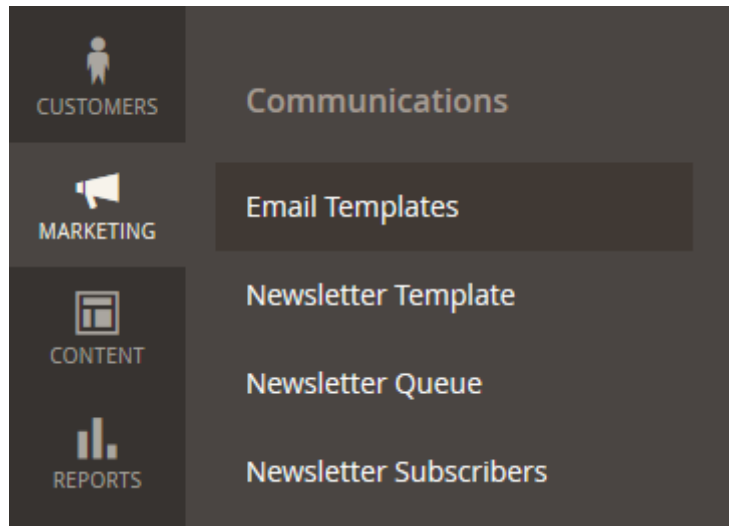 CUSTOMERS
MARKETING
CONTENT
REPORTS
Communications
Email Templates
Newsletter Template
Newsletter Queue
Newsletter Subscribers